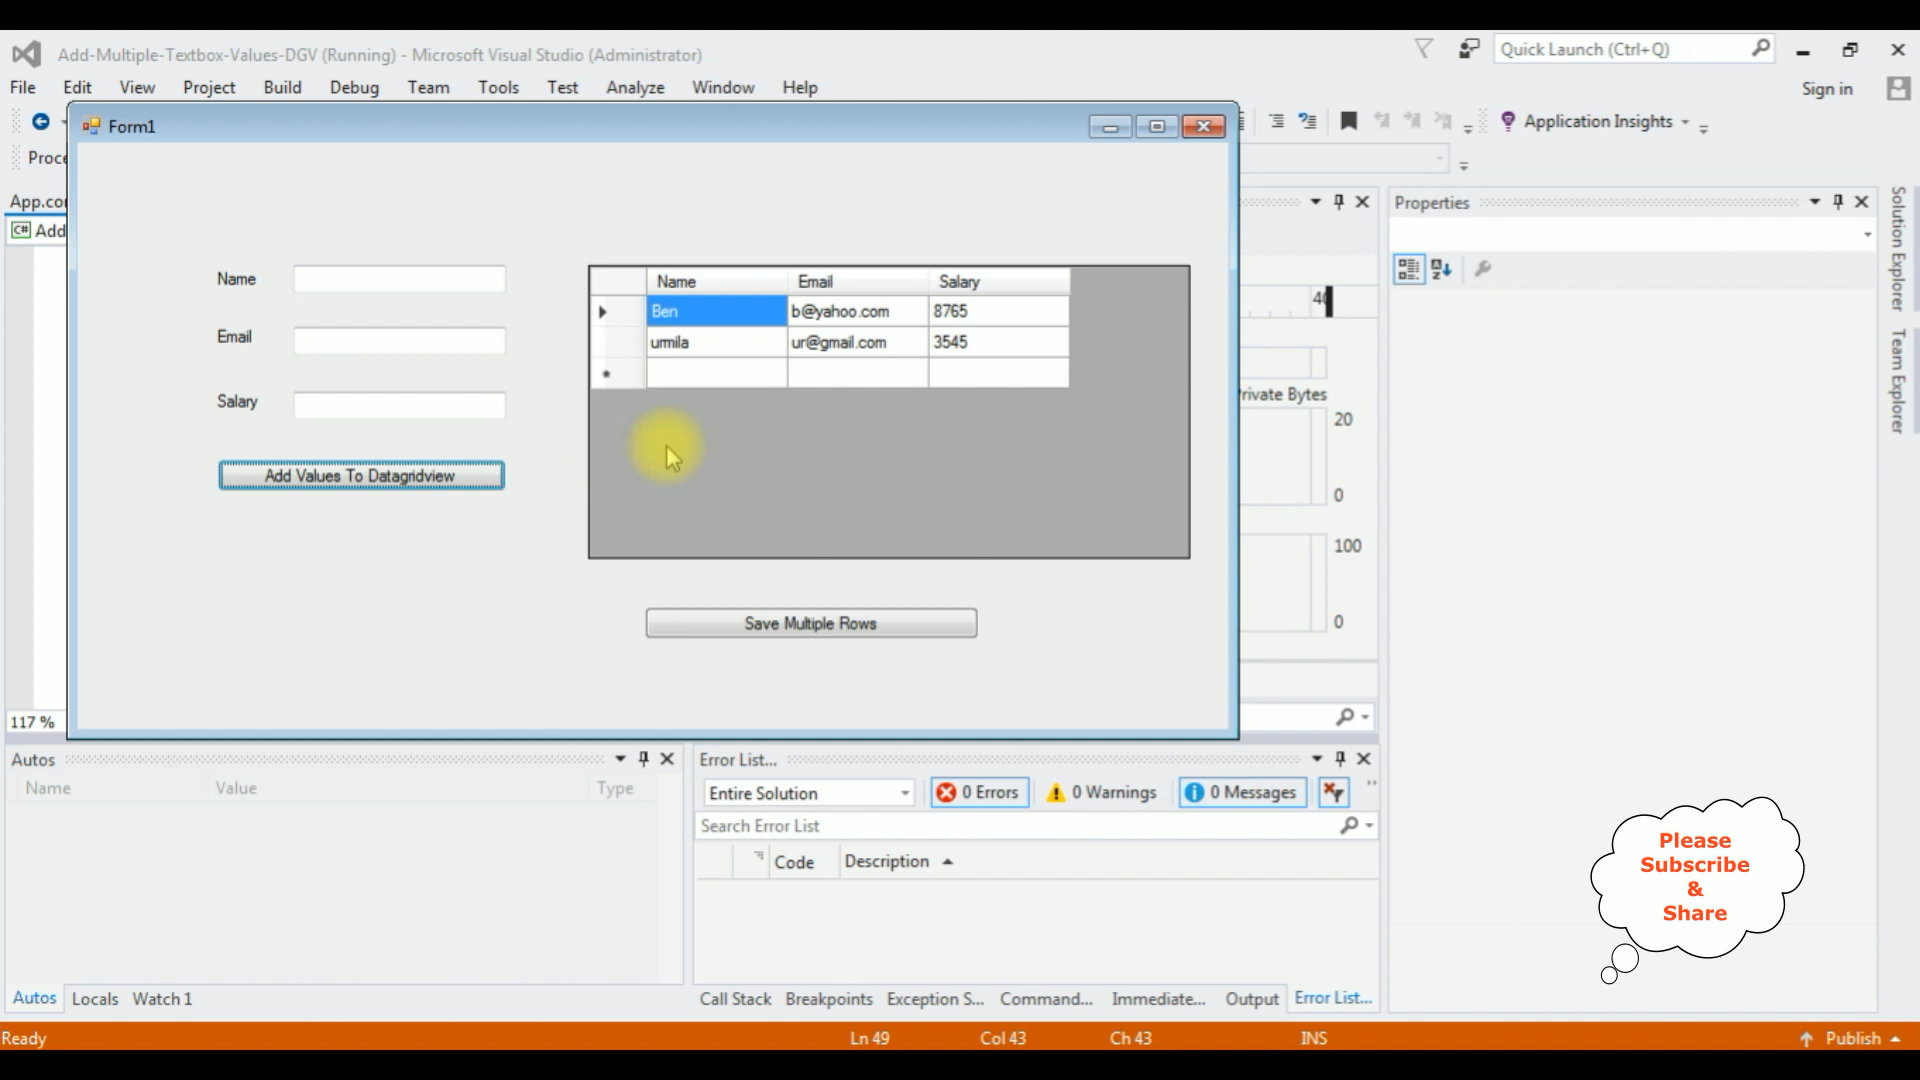 Add-Multiple-Textbox-Values-DGV (Running) - Microsoft Visual Studio (Administrator)
Quick Launch (Ctrl+Q)
File Edit View Project Build Debug Team Tools Test Analyze Window Help
Sign in
Form1
Application Insights
Proce
App.con
Properties
Add
Solution Explorer
Team Explorer
Name
Email
Salary
Add Values To Datagridview
Name Email Salary
Ben b@yahoo.com 8765
urmila ur@gmail.com 3545
*
Save Multiple Rows
40
Private Bytes
20
0
100
0
117 %
Autos
Name Value Type
Error List...
Entire Solution
0 Errors
0 Warnings
0 Messages
Search Error List
Code Description
Please
Subscribe
&
Share
Autos Locals Watch 1
Call Stack Breakpoints Exception S... Command... Immediate... Output Error List...
Ready Ln 49 Col 43 Ch 43 INS Publish